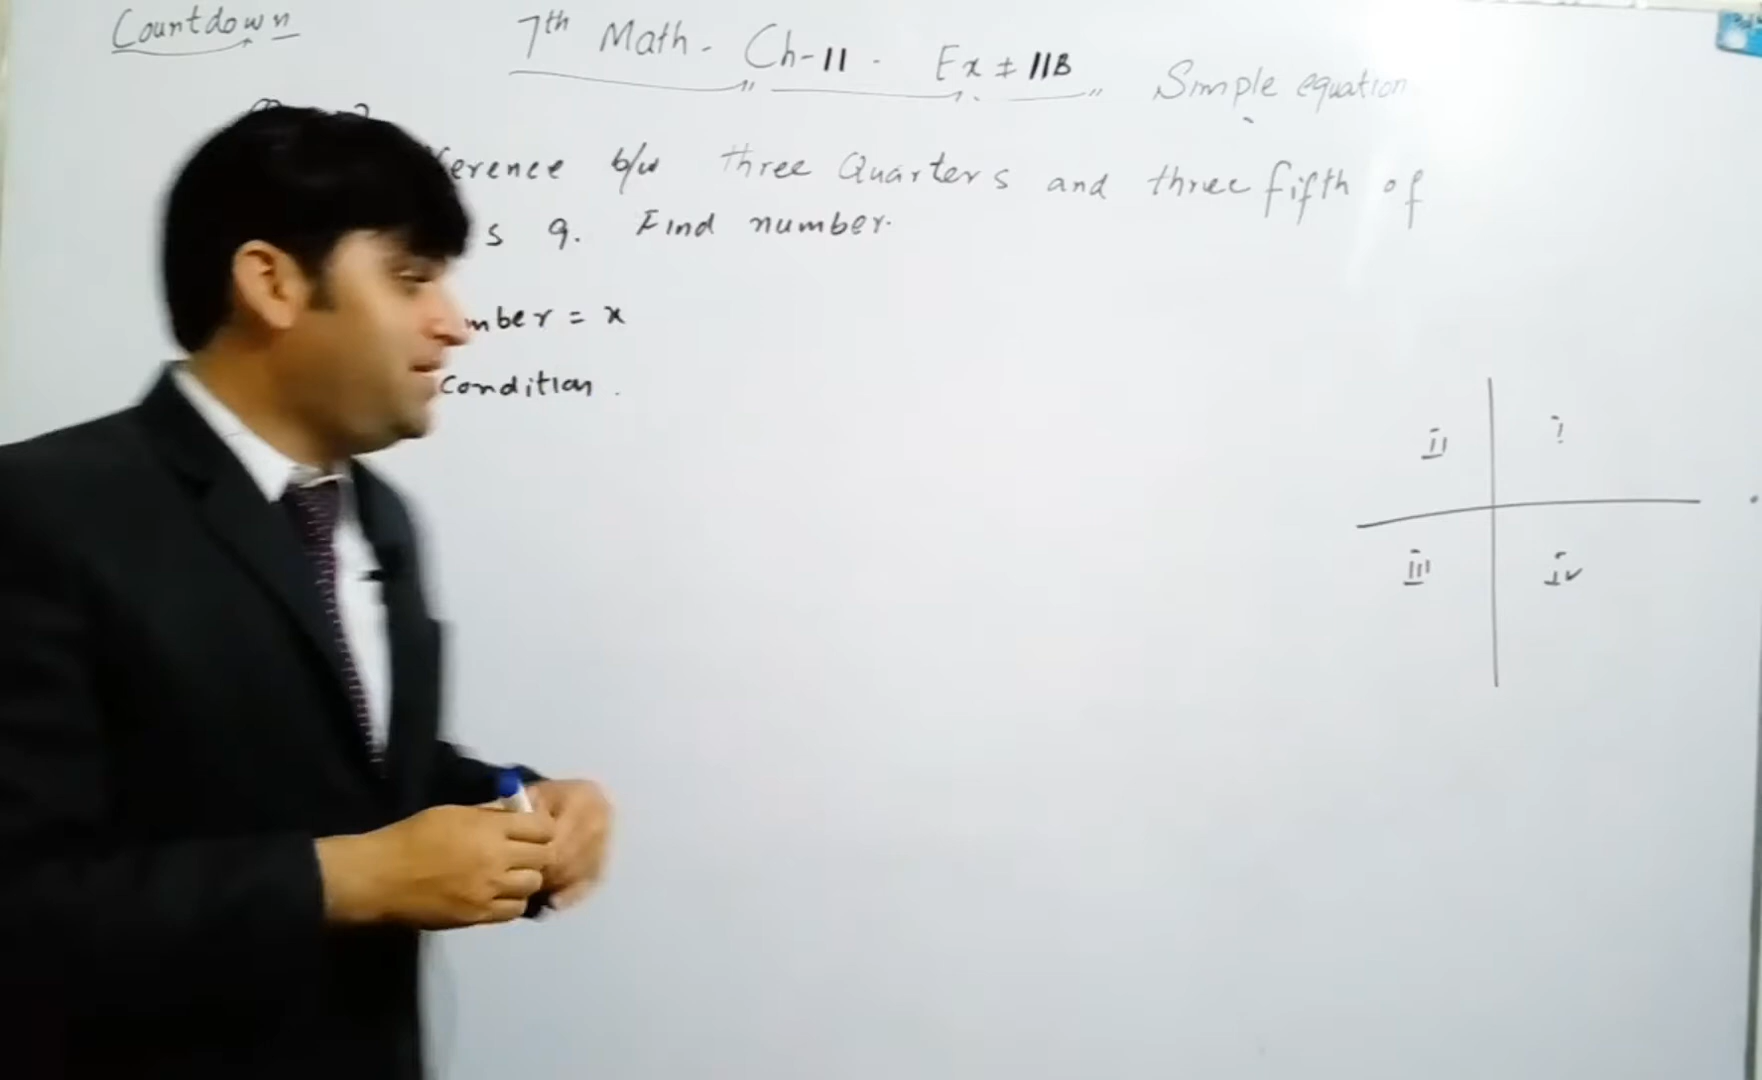 Countdown
7th Math - Ch-11 - Ex # 11B Simple equation
erence b/w three Quarters and three fifth of
s 9. Find number.
mber = x
Condition.
II I
III IV